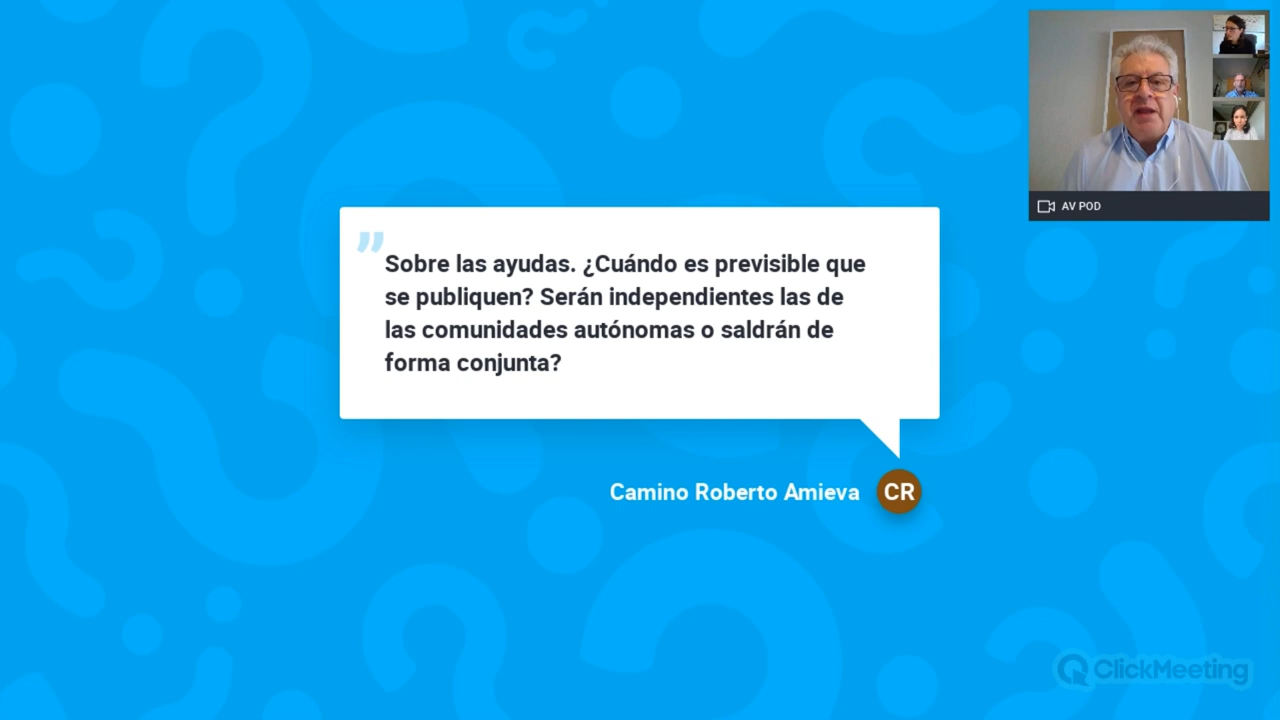 AV POD
”
Sobre las ayudas. ¿Cuándo es previsible que
se publiquen? Serán independientes las de
las comunidades autónomas o saldrán de
forma conjunta?
Camino Roberto Amieva CR
ClickMeeting